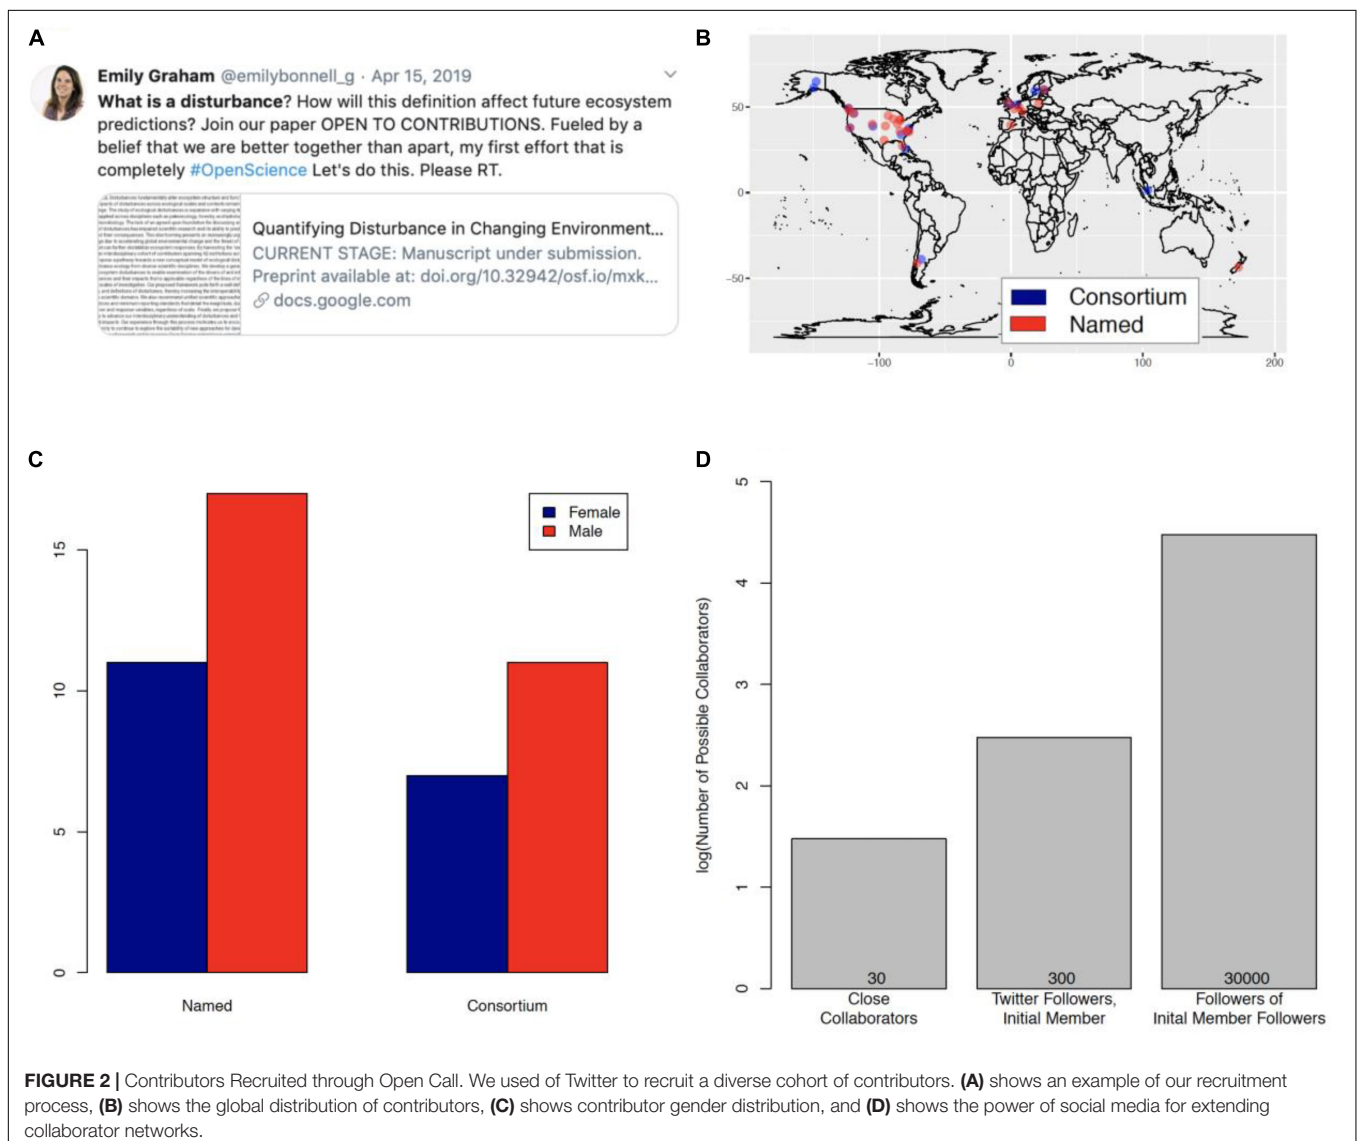 A
Emily Graham @emilybonnell_g · Apr 15, 2019
What is a disturbance? How will this definition affect future ecosystem
predictions? Join our paper OPEN TO CONTRIBUTIONS. Fueled by a
belief that we are better together than apart, my first effort that is
completely #OpenScience Let's do this. Please RT.
Quantifying Disturbance in Changing Environment...
CURRENT STAGE: Manuscript under submission.
Preprint available at: doi.org/10.32942/osf.io/mxk...
docs.google.com
B
50
0
−50
−100
0
100
200
Consortium
Named
C
15
10
5
0
Female
Male
Named
Consortium
D
5
4
3
2
1
0
log(Number of Possible Collaborators)
30
300
30000
Close
Collaborators
Twitter Followers,
Initial Member
Followers of
Inital Member Followers
FIGURE 2 | Contributors Recruited through Open Call. We used of Twitter to recruit a diverse cohort of contributors. (A) shows an example of our recruitment
process, (B) shows the global distribution of contributors, (C) shows contributor gender distribution, and (D) shows the power of social media for extending
collaborator networks.